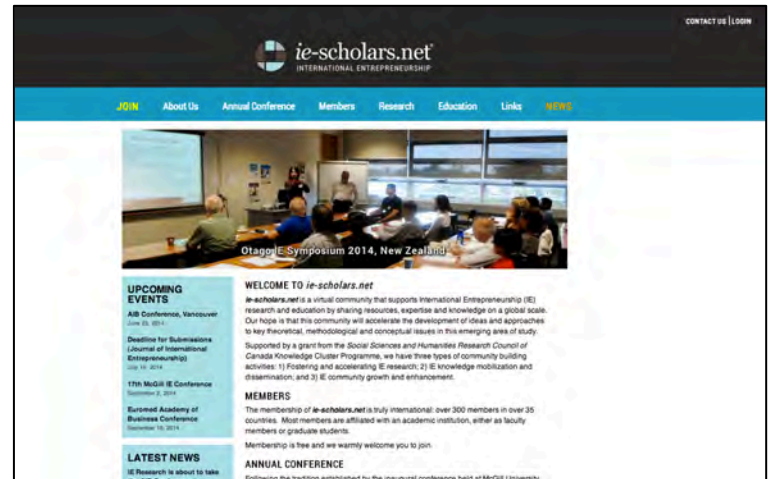 CONTACT US | LOGIN
ie-scholars.net
INTERNATIONAL ENTREPRENEURSHIP
JOIN About Us Annual Conference Members Research Education Links NEWS
Otago IE Symposium 2014, New Zealand
UPCOMING
EVENTS
AIB Conference, Vancouver
June 23, 2014
Deadline for Submissions
(Journal of International
Entrepreneurship)
17th McGill IE Conference
September 2, 2014
Euromed Academy of
Business Conference
LATEST NEWS
IE Research is about to take
WELCOME TO ie-scholars.net
ie-scholars.net is a virtual community that supports International Entrepreneurship (IE)
research and education by sharing resources, expertise and knowledge on a global scale.
Our hope is that this community will accelerate the development of ideas and approaches
to key theoretical, methodological and conceptual issues in this emerging area of study.
Supported by a grant from the Social Sciences and Humanities Research Council of
Canada Knowledge Cluster Programme, we have three types of community building
activities: 1) Fostering and accelerating IE research; 2) IE knowledge mobilization and
dissemination; and 3) IE community growth and enhancement.
MEMBERS
The membership of ie-scholars.net is truly international: over 300 members in over 35
countries. Most members are affiliated with an academic institution, either as faculty
members or graduate students.
Membership is free and we warmly welcome you to join.
ANNUAL CONFERENCE
Following the tradition established by the inaugural conference held at McGill University